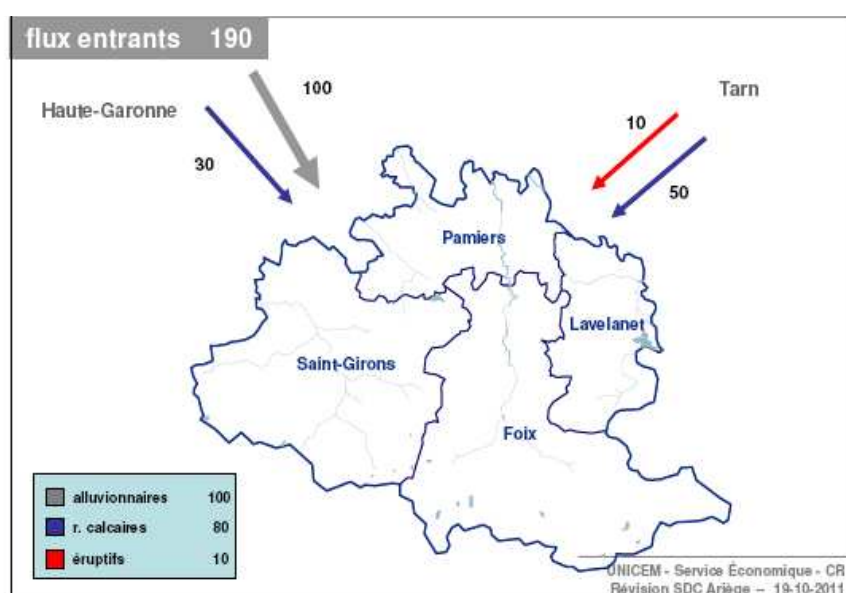 flux entrants 190
100
Haute-Garonne
Tarn
10
30
50
Pamiers
Lavelanet
Saint-Girons
Foix
alluvionnaires 100
r. calcaires 80
éruptifs 10
UNICEM - Service Économique - CR
Révision SDC Ariège – 19-10-2011